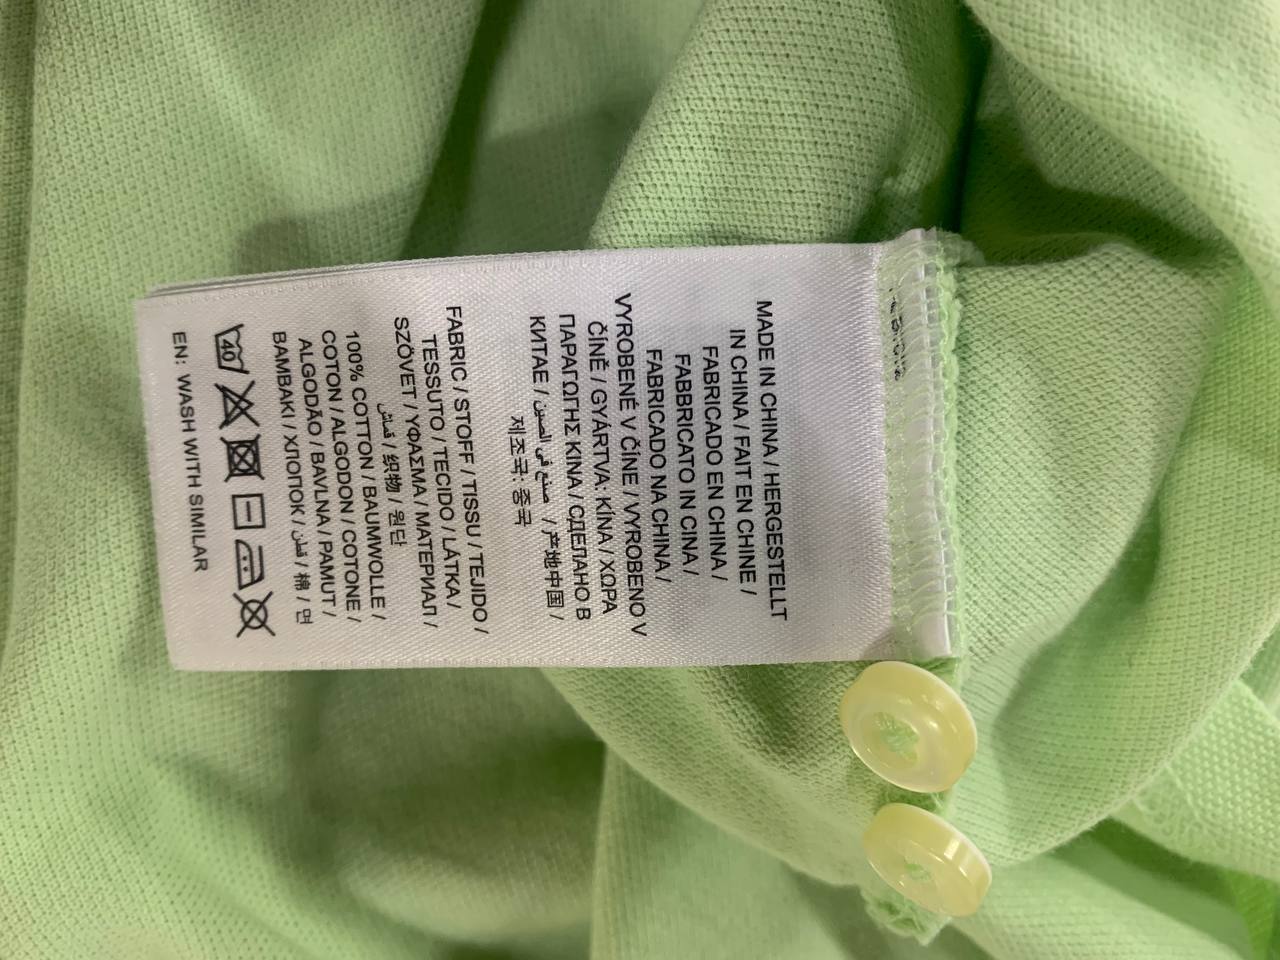 MADE IN CHINA / HERGESTELLT
IN CHINA / FAIT EN CHINE /
FABRICADO EN CHINA /
FABBRICATO IN CINA /
FABRICADO NA CHINA /
VYROBENÉ V ČÍNE / VYROBENO V
ČÍNĚ / GYÁRTVA: KÍNA / ΧΩΡΑ
ΠΑΡΑΓΩΓΗΣ ΚΙΝΑ / СДЕЛАНО В
КИТАЕ / صنع في الصين / 产地中国 /
제조국: 중국
FABRIC / STOFF / TISSU / TEJIDO /
TESSUTO / TECIDO / LÁTKA /
SZÖVET / ΥΦΑΣΜΑ / МАТЕРИАЛ /
قماش / 织物 / 원단
100% COTTON / BAUMWOLLE /
COTON / ALGODON / COTONE /
ALGODÃO / BAVLNA / PAMUT /
ΒΑΜΒΑΚΙ / ХЛОПОК / قطن / 棉 / 면
40
EN: WASH WITH SIMILAR